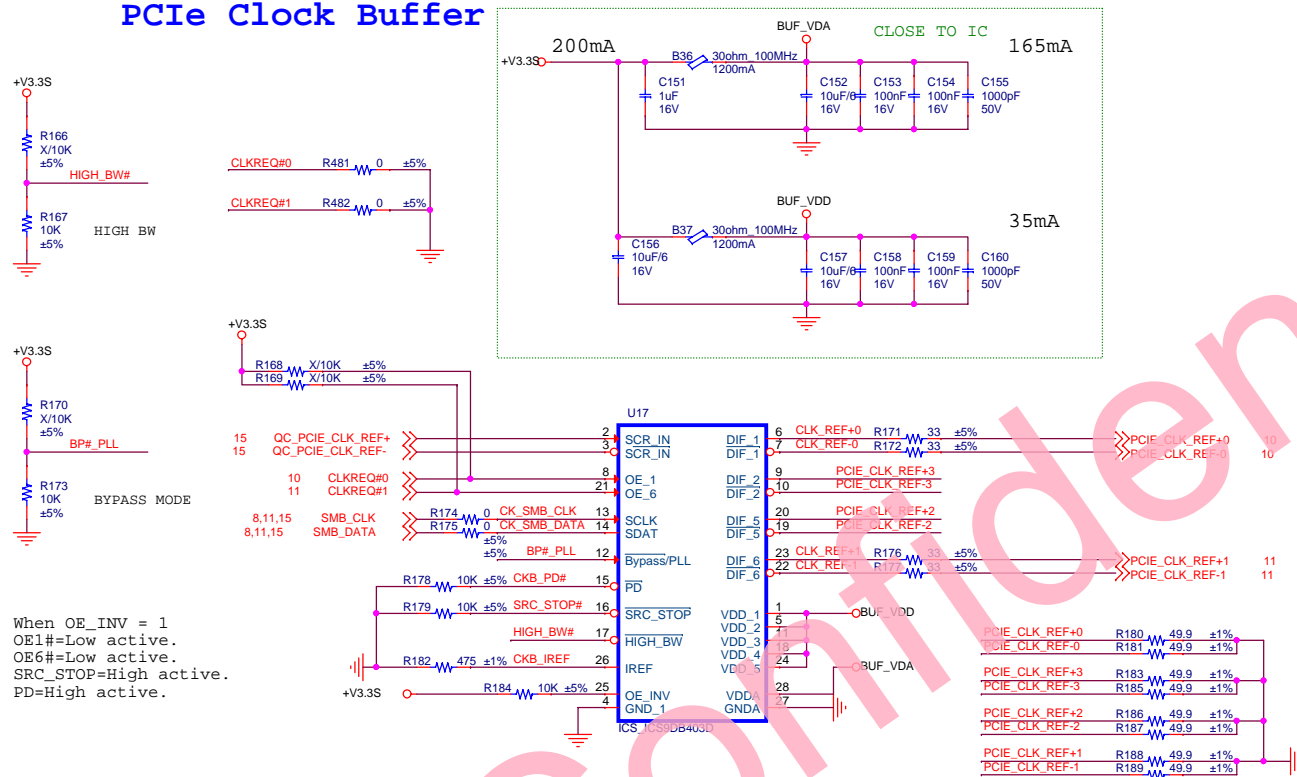 PCIe Clock Buffer
+V3.3S
R166
X/10K
±5%
HIGH_BW#
R167
10K
±5%
HIGH BW
CLKREQ#0 R481 0 ±5%
CLKREQ#1 R482 0 ±5%
200mA
+V3.3S
B36 30ohm_100MHz
1200mA
BUF_VDA
CLOSE TO IC
165mA
C151
1uF
16V
C152
10uF/6
16V
C153
100nF
16V
C154
100nF
16V
C155
1000pF
50V
BUF_VDD
35mA
B37 30ohm_100MHz
1200mA
C156
10uF/6
16V
C157
10uF/6
16V
C158
100nF
16V
C159
100nF
16V
C160
1000pF
50V
+V3.3S
R170
X/10K
±5%
BP#_PLL
R173
10K
±5%
BYPASS MODE
+V3.3S
R168 X/10K ±5%
R169 X/10K ±5%
15 QC_PCIE_CLK_REF+
15 QC_PCIE_CLK_REF-
10 CLKREQ#0
11 CLKREQ#1
8,11,15 SMB_CLK R174 0 CK_SMB_CLK
8,11,15 SMB_DATA R175 0 CK_SMB_DATA
±5%
±5%
BP#_PLL
R178 10K ±5% CKB_PD#
R179 10K ±5% SRC_STOP#
HIGH_BW#
R182 475 ±1% CKB_IREF
+V3.3S R184 10K ±5%
U17
2 SCR_IN
3 SCR_IN
8 OE_1
21 OE_6
13 SCLK
14 SDAT
12 Bypass/PLL
15 PD
16 SRC_STOP
17 HIGH_BW
26 IREF
25 OE_INV
4 GND_1
DIF_1 6
DIF_1 7
DIF_2 9
DIF_2 10
DIF_5 20
DIF_5 19
DIF_6 23
DIF_6 22
VDD_1 1
VDD_2 5
VDD_3 11
VDD_4 18
VDD_5 24
VDDA 28
GNDA 27
ICS_ICS9DB403D
CLK_REF+0 R171 33 ±5% PCIE_CLK_REF+0 10
CLK_REF-0 R172 33 ±5% PCIE_CLK_REF-0 10
PCIE_CLK_REF+3
PCIE_CLK_REF-3
PCIE_CLK_REF+2
PCIE_CLK_REF-2
CLK_REF+1 R176 33 ±5% PCIE_CLK_REF+1 11
CLK_REF-1 R177 33 ±5% PCIE_CLK_REF-1 11
BUF_VDD
BUF_VDA
When OE_INV = 1
OE1#=Low active.
OE6#=Low active.
SRC_STOP=High active.
PD=High active.
PCIE_CLK_REF+0 R180 49.9 ±1%
PCIE_CLK_REF-0 R181 49.9 ±1%
PCIE_CLK_REF+3 R183 49.9 ±1%
PCIE_CLK_REF-3 R185 49.9 ±1%
PCIE_CLK_REF+2 R186 49.9 ±1%
PCIE_CLK_REF-2 R187 49.9 ±1%
PCIE_CLK_REF+1 R188 49.9 ±1%
PCIE_CLK_REF-1 R189 49.9 ±1%